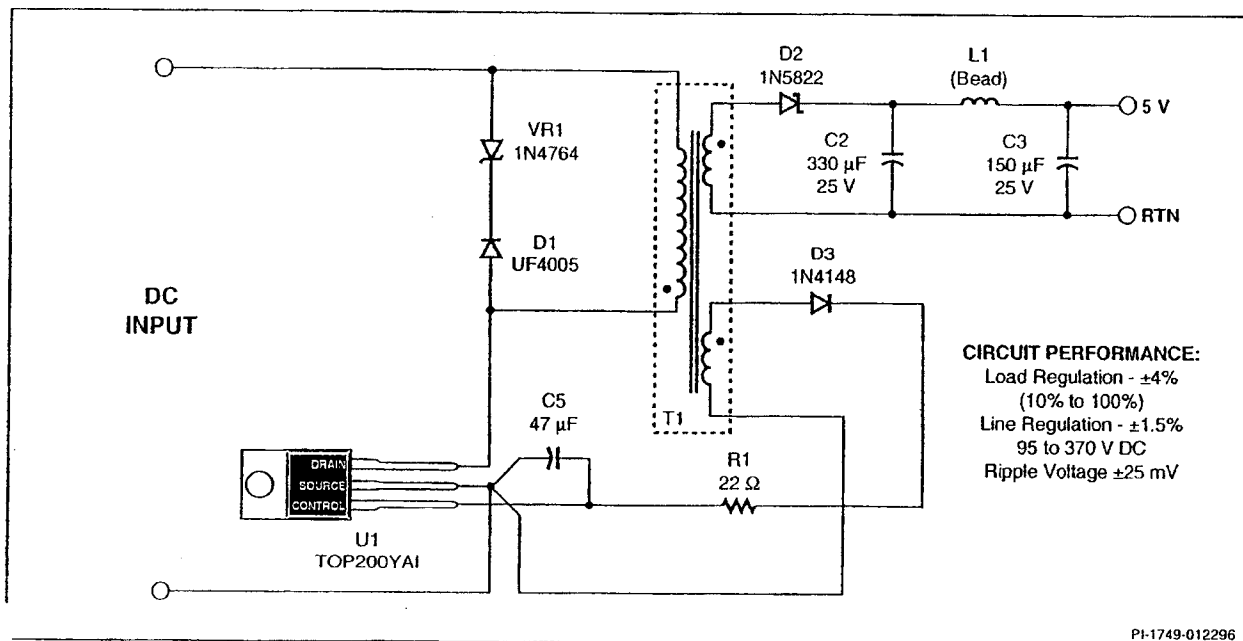 D2
1N5822
L1
(Bead)
5 V
VR1
1N4764
C2
330 µF
25 V
C3
150 µF
25 V
RTN
D1
UF4005
D3
1N4148
DC
INPUT
CIRCUIT PERFORMANCE:
Load Regulation - ±4%
(10% to 100%)
Line Regulation - ±1.5%
95 to 370 V DC
Ripple Voltage ±25 mV
C5
47 µF
T1
R1
22 Ω
DRAIN
SOURCE
CONTROL
U1
TOP200YAI
PI-1749-012296